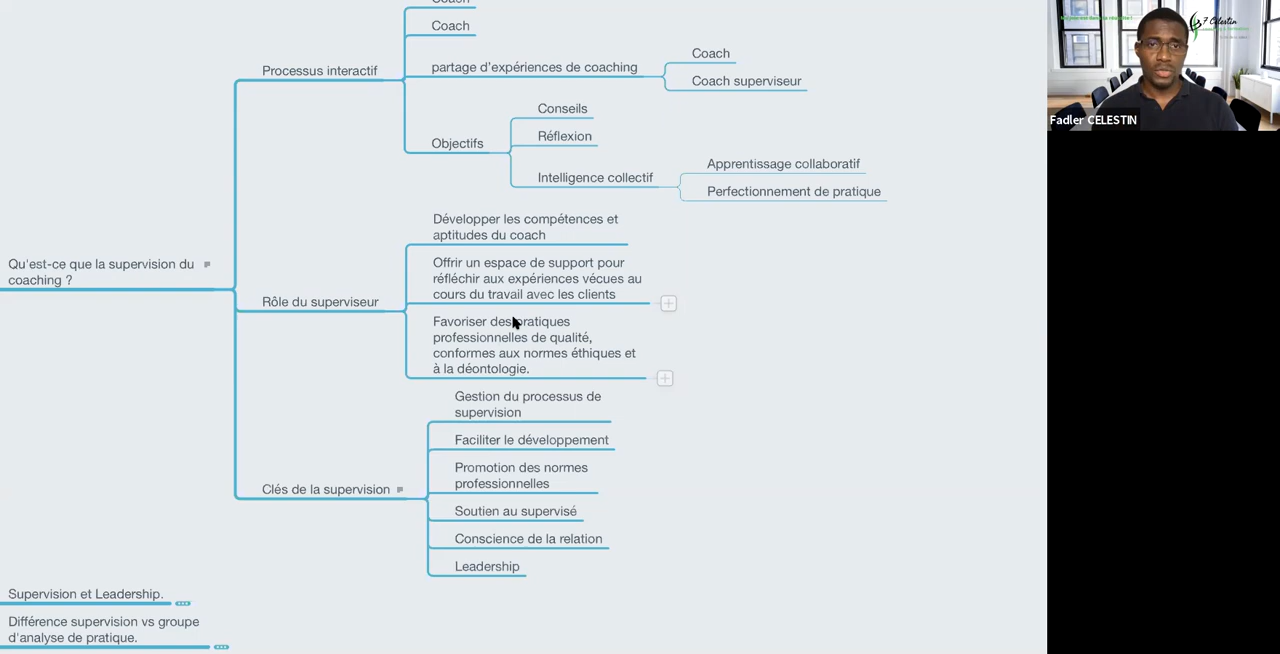 Coach
Coach
Processus interactif
partage d'expériences de coaching
Coach
Coach superviseur
Objectifs
Conseils
Réflexion
Intelligence collectif
Apprentissage collaboratif
Perfectionnement de pratique
Qu'est-ce que la supervision du
coaching ?
Rôle du superviseur
Développer les compétences et
aptitudes du coach
Offrir un espace de support pour
réfléchir aux expériences vécues au
cours du travail avec les clients
Favoriser des pratiques
professionnelles de qualité,
conformes aux normes éthiques et
à la déontologie.
Clés de la supervision
Gestion du processus de
supervision
Faciliter le développement
Promotion des normes
professionnelles
Soutien au supervisé
Conscience de la relation
Leadership
Supervision et Leadership.
Différence supervision vs groupe
d'analyse de pratique.
7 Célestin
Fadler CELESTIN